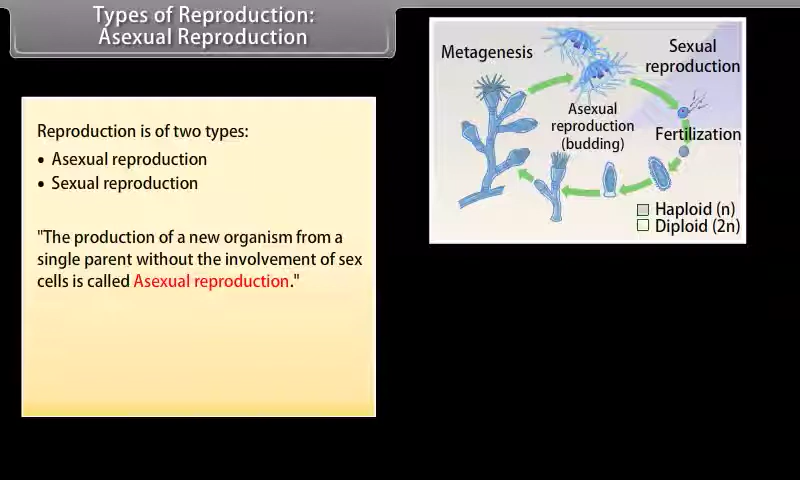 Types of Reproduction:
Asexual Reproduction
Reproduction is of two types:
• Asexual reproduction
• Sexual reproduction
"The production of a new organism from a
single parent without the involvement of sex
cells is called Asexual reproduction."
Metagenesis
Sexual
reproduction
Asexual
reproduction
(budding)
Fertilization
Haploid (n)
Diploid (2n)